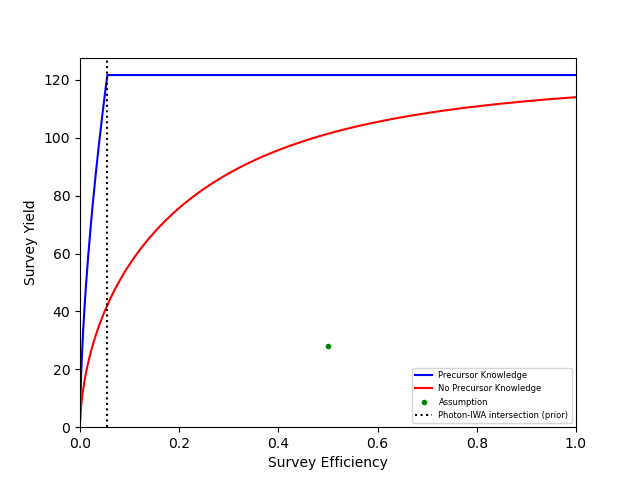 120
100
80
60
40
20
0
Survey Yield
0.0 0.2 0.4 0.6 0.8 1.0
Survey Efficiency
Precursor Knowledge
No Precursor Knowledge
Assumption
Photon-IWA intersection (prior)